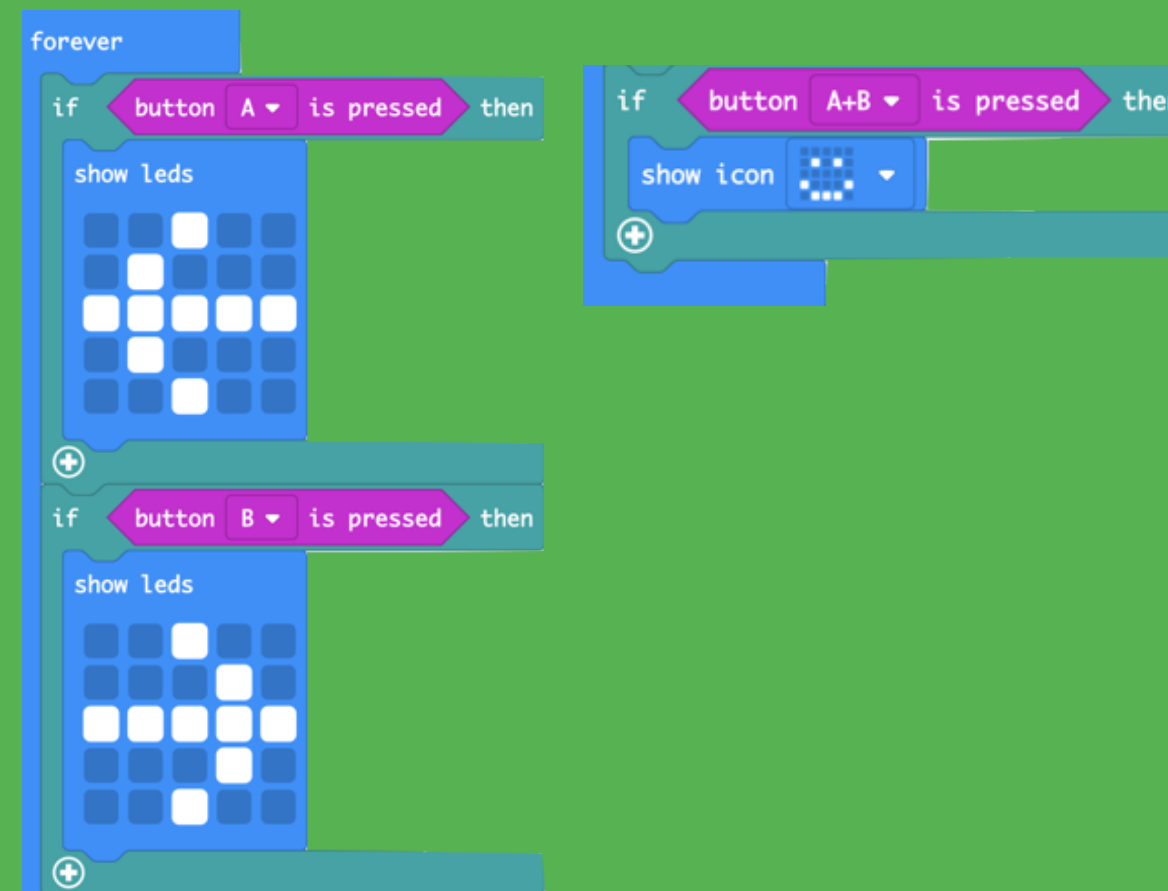 forever
if button A is pressed then
show leds
if button B is pressed then
show leds
if button A+B is pressed the
show icon